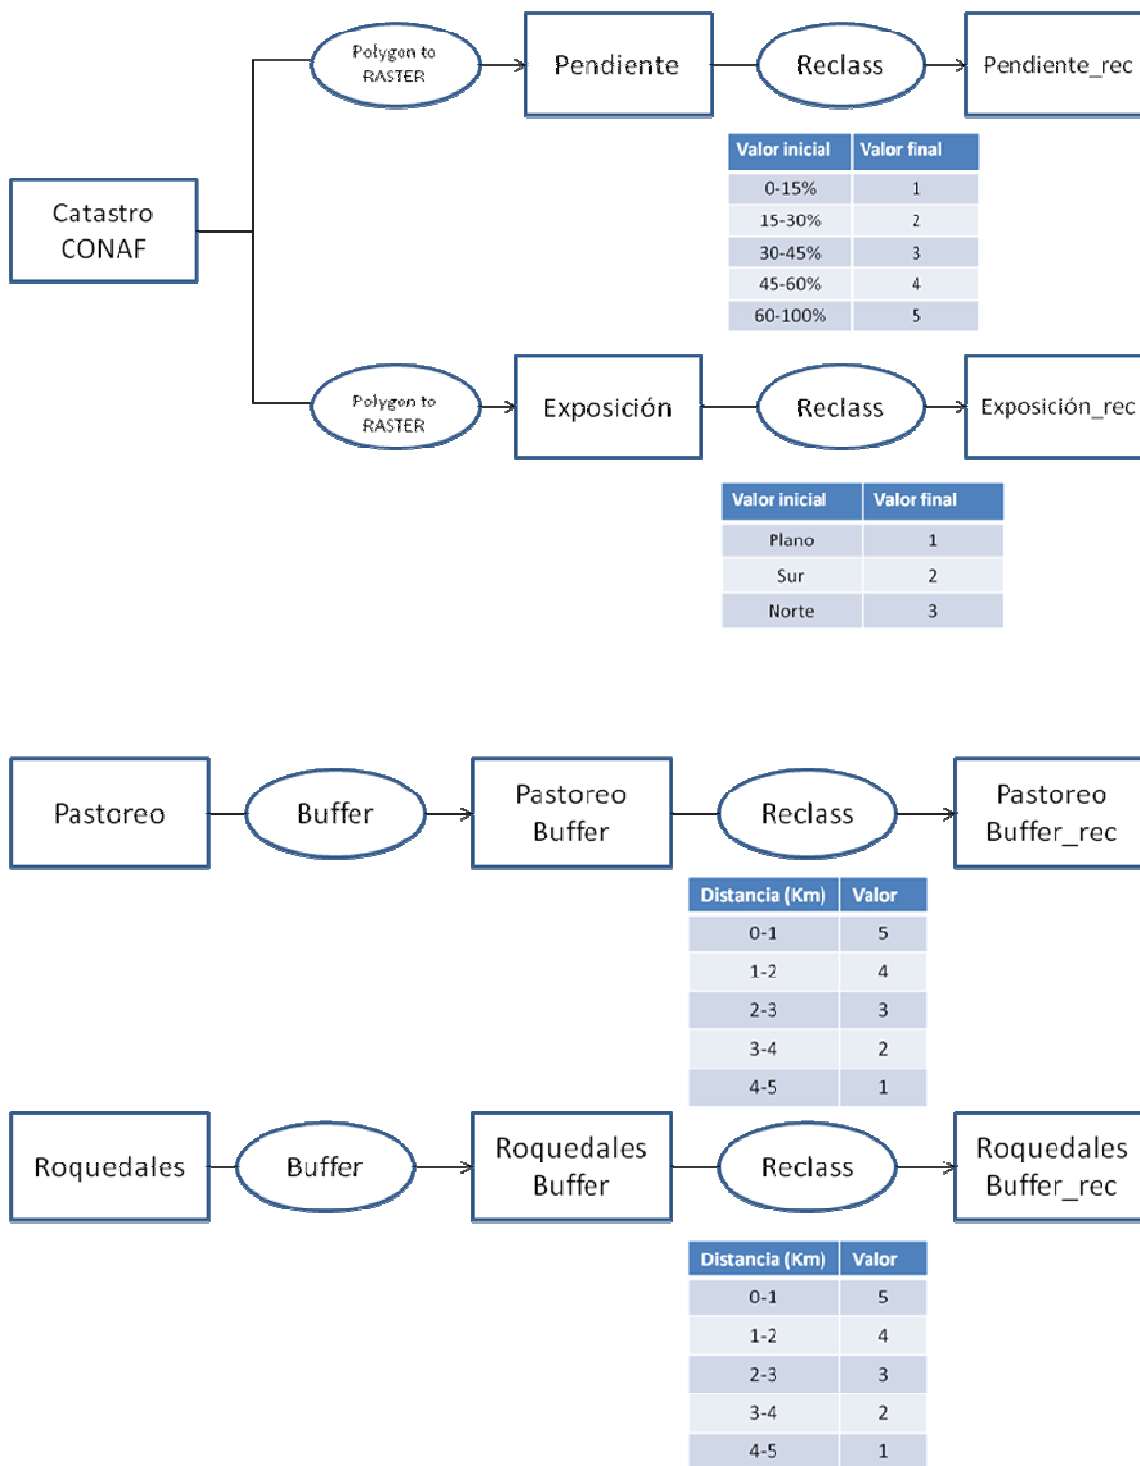 Polygon to
RASTER
Pendiente
Reclass
Pendiente_rec
Valor inicial Valor final
0-15% 1
15-30% 2
30-45% 3
45-60% 4
60-100% 5
Catastro
CONAF
Polygon to
RASTER
Exposición
Reclass
Exposición_rec
Valor inicial Valor final
Plano 1
Sur 2
Norte 3
Pastoreo
Buffer
Pastoreo
Buffer
Reclass
Pastoreo
Buffer_rec
Distancia (Km) Valor
0-1 5
1-2 4
2-3 3
3-4 2
4-5 1
Roquedales
Buffer
Roquedales
Buffer
Reclass
Roquedales
Buffer_rec
Distancia (Km) Valor
0-1 5
1-2 4
2-3 3
3-4 2
4-5 1